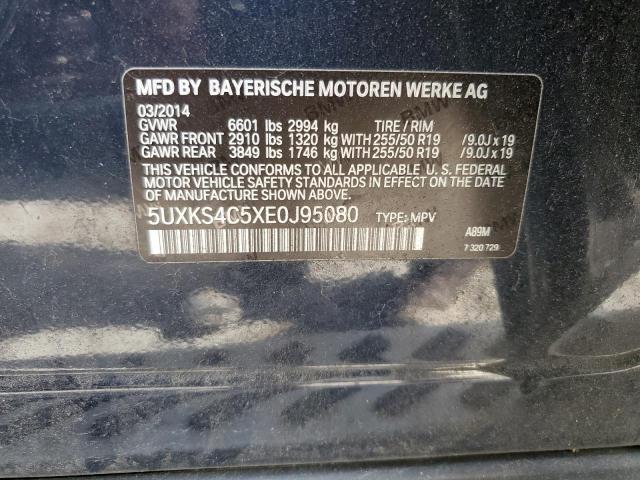 MFD BY BAYERISCHE MOTOREN WERKE AG
03/2014
GVWR 6601 lbs 2994 kg TIRE / RIM
GAWR FRONT 2910 lbs 1320 kg WITH 255/50 R19 /9.0J x 19
GAWR REAR 3849 lbs 1746 kg WITH 255/50 R19 /9.0J x 19
THIS VEHICLE CONFORMS TO ALL APPLICABLE U. S. FEDERAL
MOTOR VEHICLE SAFETY STANDARDS IN EFFECT ON THE DATE
OF MANUFACTURE SHOWN ABOVE.
5UXKS4C5XE0J95080 TYPE: MPV
A89M
7 320 729